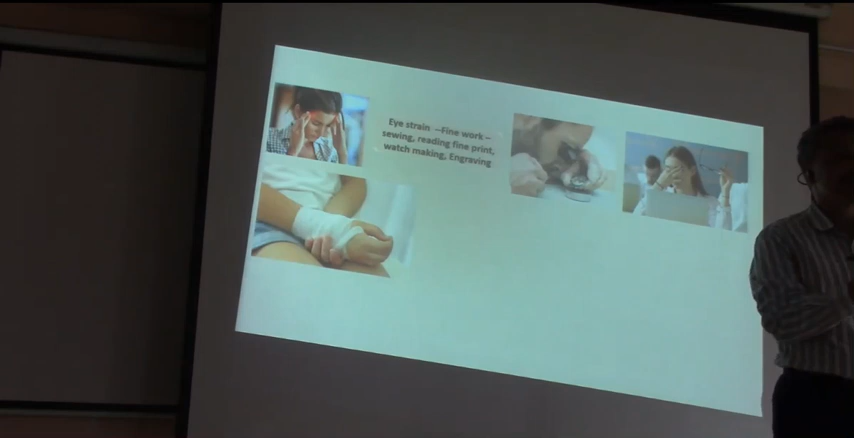 Eye strain –Fine work –
sewing, reading fine print,
watch making, Engraving